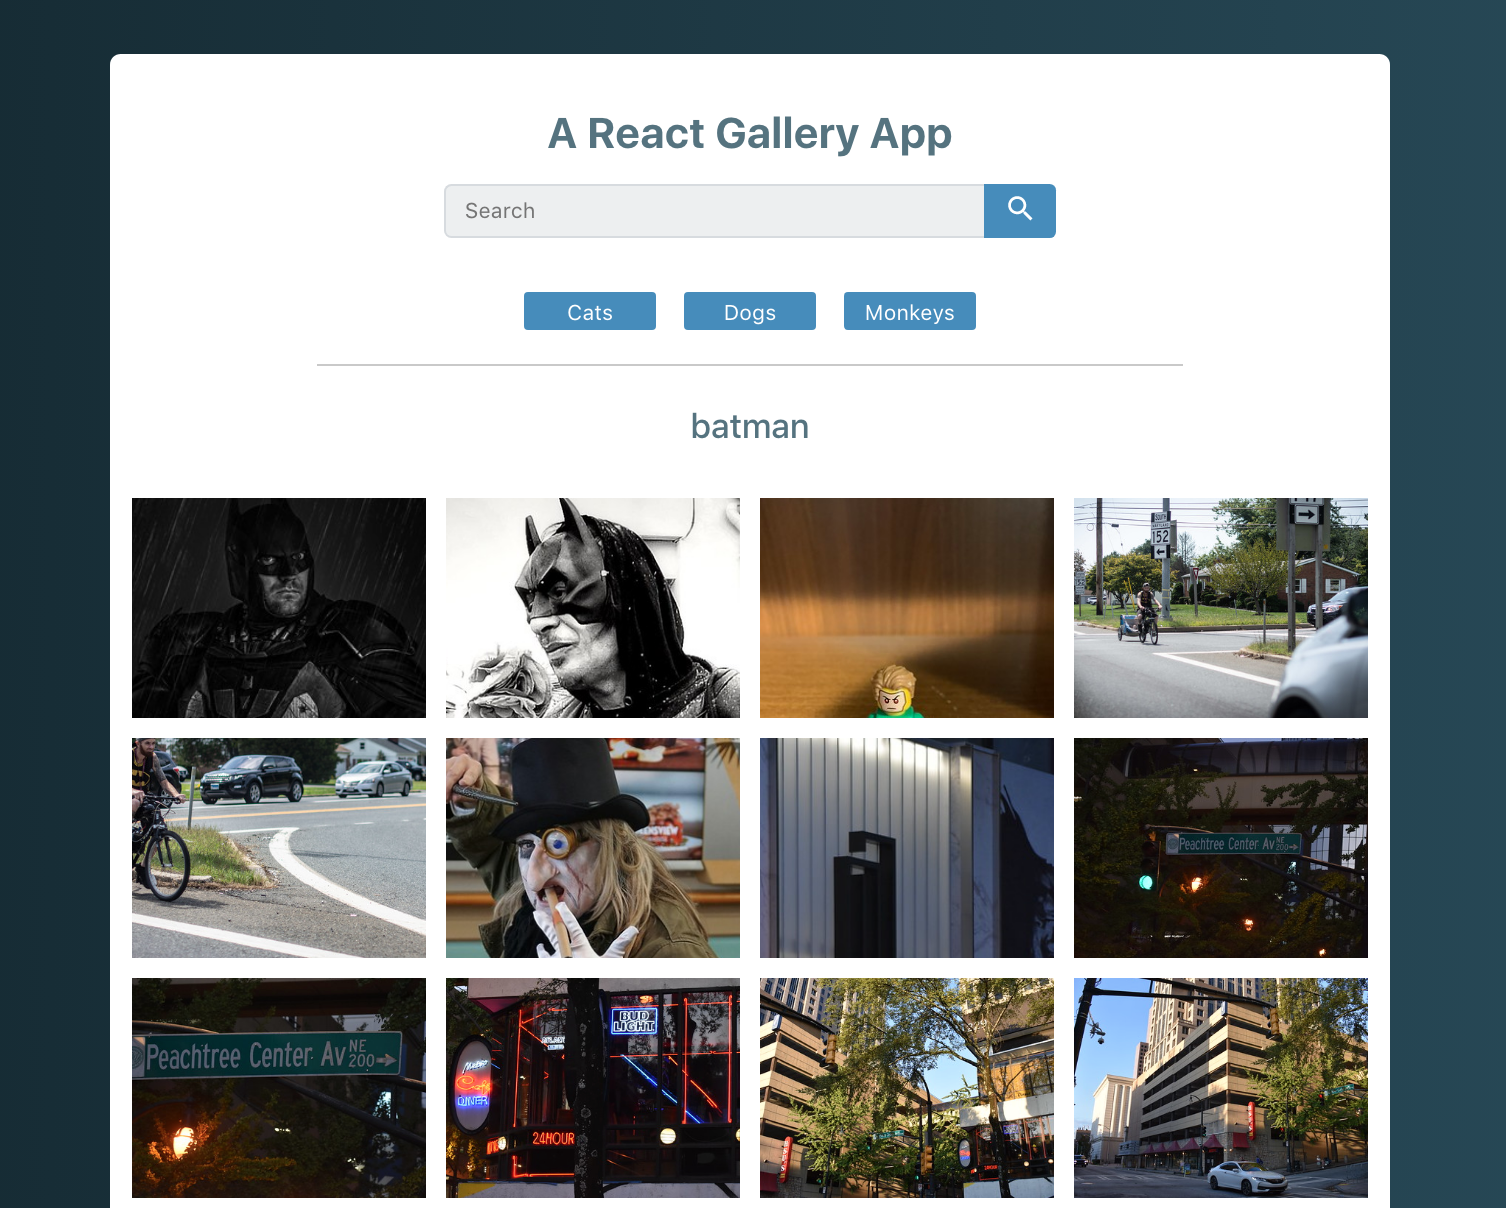 A React Gallery App
Search
Cats
Dogs
Monkeys
batman
SOUTH
152
Peachtree Center Av NE
200
Peachtree Center Av NE
200
BUD
LIGHT
DINER
24HOUR